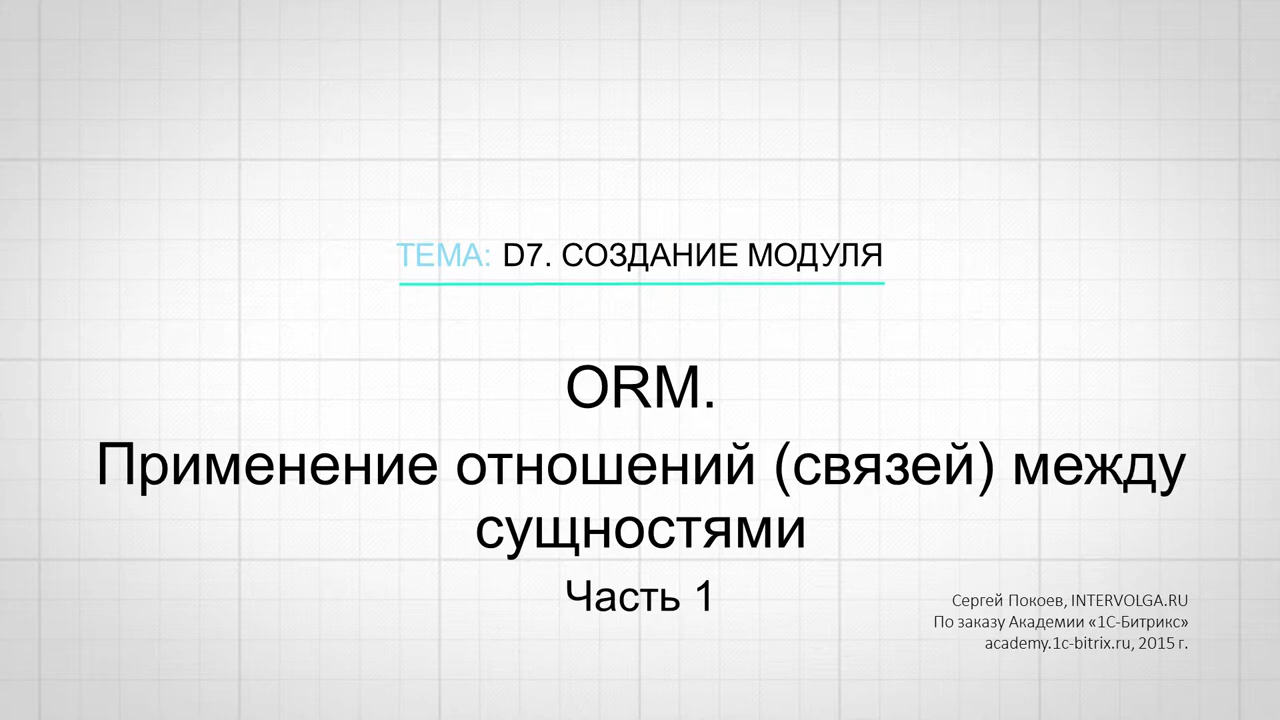 ТЕМА: D7. СОЗДАНИЕ МОДУЛЯ
ORM.
Применение отношений (связей) между
сущностями
Часть 1
Сергей Покоев, INTERVOLGA.RU
По заказу Академии «1С-Битрикс»
academy.1c-bitrix.ru, 2015 г.